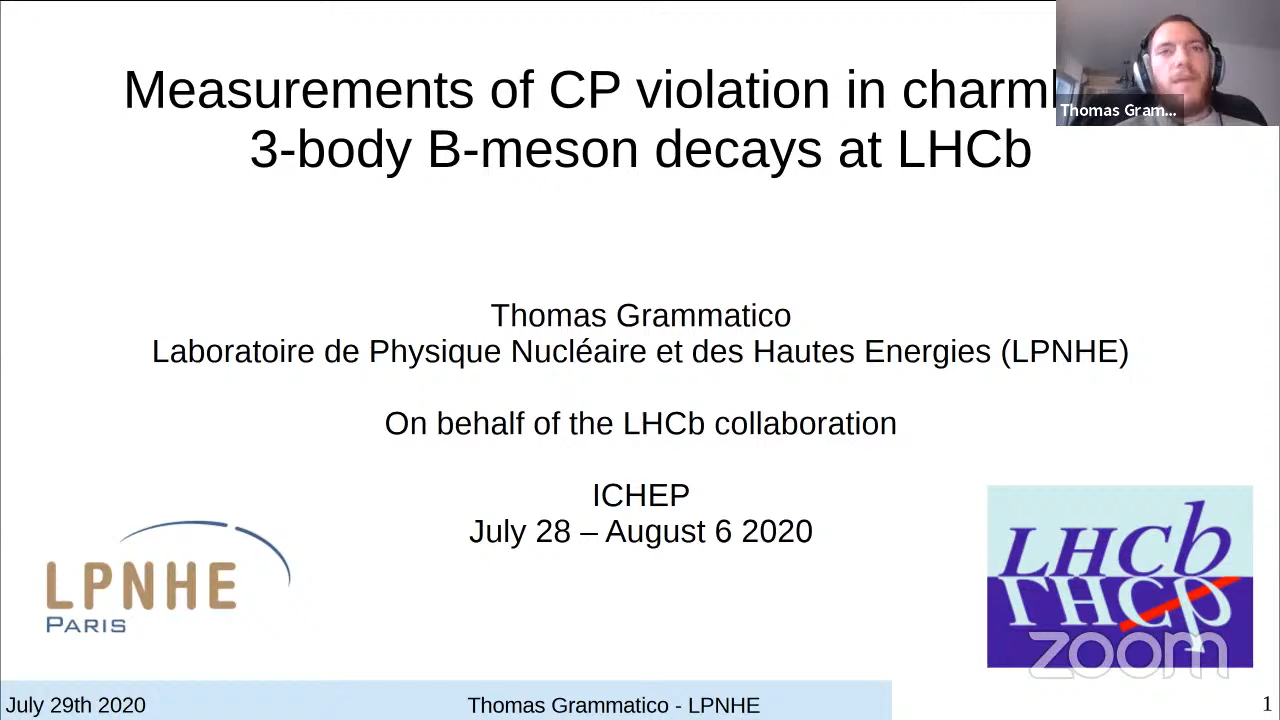 Measurements of CP violation in
3-body B-meson decays at LHCb
Thomas Gram...
Thomas Grammatico
Laboratoire de Physique Nucléaire et des Hautes Energies (LPNHE)
On behalf of the LHCb collaboration
ICHEP
July 28 – August 6 2020
LPNHE
PARIS
LHCb
LHCb
zoom
July 29th 2020
Thomas Grammatico - LPNHE
1